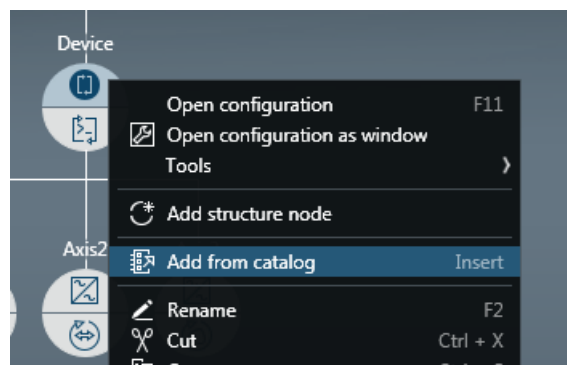 Device
Open configuration F11
Open configuration as window
Tools
Add structure node
Axis2
Add from catalog Insert
Rename F2
Cut Ctrl + X